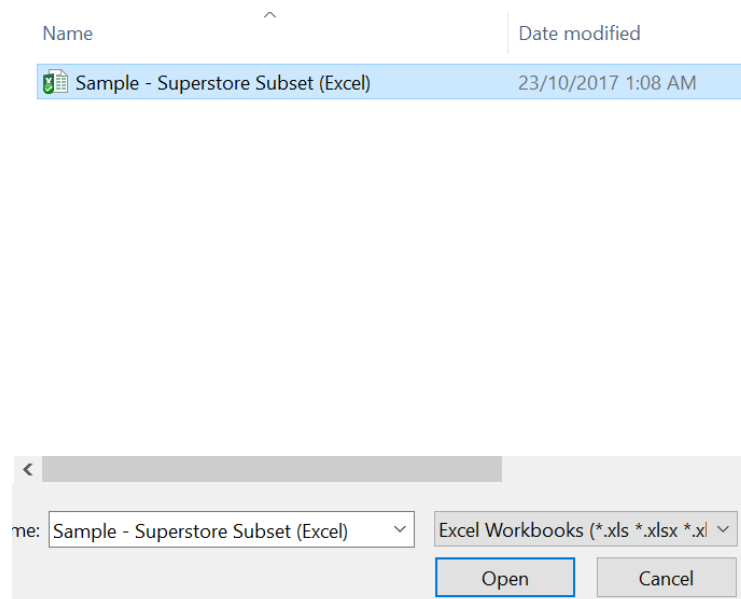 Name Date modified
Sample - Superstore Subset (Excel) 23/10/2017 1:08 AM
me: Sample - Superstore Subset (Excel) Excel Workbooks (*.xls *.xlsx *.xl
Open Cancel